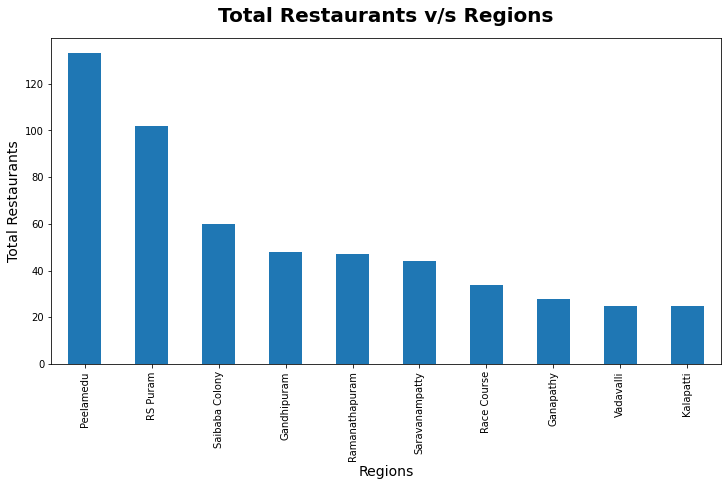 Total Restaurants v/s Regions
Total Restaurants
120
100
80
60
40
20
0
Peelamedu
RS Puram
Saibaba Colony
Gandhipuram
Ramanathapuram
Saravanampatty
Race Course
Ganapathy
Vadavalli
Kalapatti
Regions